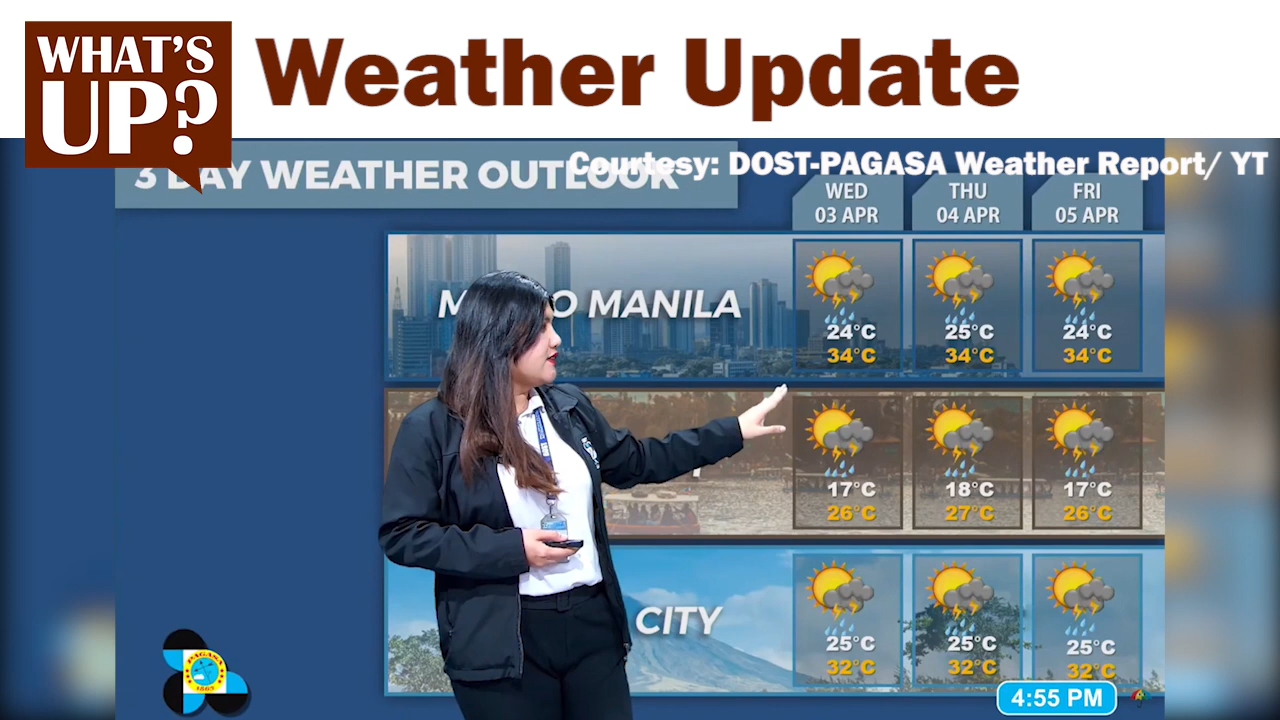 WHAT'S
UP?
Weather Update
Courtesy: DOST-PAGASA Weather Report/ YT
3 DAY WEATHER OUTLOOK
WED
03 APR
THU
04 APR
FRI
05 APR
MANILA
24°C
34°C
25°C
34°C
24°C
34°C
17°C
26°C
18°C
27°C
17°C
26°C
CITY
25°C
32°C
25°C
32°C
25°C
32°C
PAGASA
1865
4:55 PM